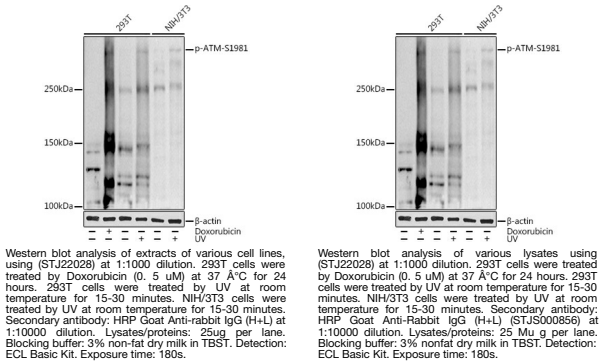 293T
NIH/3T3
p-ATM-S1981
250kDa
150kDa
100kDa
β-actin
− + − − − − Doxorubicin
− − − + − + UV
Western blot analysis of extracts of various cell lines,
using (STJ22028) at 1:1000 dilution. 293T cells were
treated by Doxorubicin (0. 5 uM) at 37 Â°C for 24
hours. 293T cells were treated by UV at room
temperature for 15-30 minutes. NIH/3T3 cells were
treated by UV at room temperature for 15-30 minutes.
Secondary antibody: HRP Goat Anti-rabbit IgG (H+L) at
1:10000 dilution. Lysates/proteins: 25ug per lane.
Blocking buffer: 3% non-fat dry milk in TBST. Detection:
ECL Basic Kit. Exposure time: 180s.
293T
NIH/3T3
p-ATM-S1981
250kDa
150kDa
100kDa
β-actin
− + − − − − Doxorubicin
− − − + − + UV
Western blot analysis of various lysates using
(STJ22028) at 1:1000 dilution. 293T cells were treated
by Doxorubicin (0. 5 uM) at 37 Â°C for 24 hours. 293T
cells were treated by UV at room temperature for 15-30
minutes. NIH/3T3 cells were treated by UV at room
temperature for 15-30 minutes. Secondary antibody:
HRP Goat Anti-Rabbit IgG (H+L) (STJS000856) at
1:10000 dilution. Lysates/proteins: 25 Mu g per lane.
Blocking buffer: 3% nonfat dry milk in TBST. Detection:
ECL Basic Kit. Exposure time: 180s.